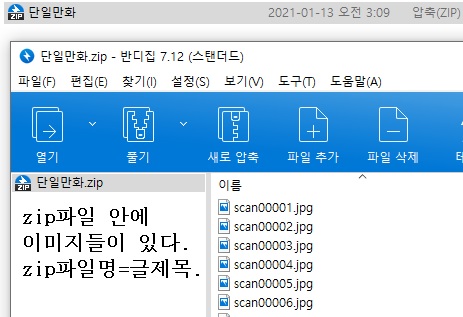 ZIP 단일만화 2021-01-13 오전 3:09 압축(ZIP)
단일만화.zip - 반디집 7.12 (스탠더드)
파일(F) 편집(E) 찾기(I) 설정(S) 보기(V) 도구(T) 도움말(A)
열기 풀기 새로 압축 파일 추가 파일 삭제
ZIP 단일만화.zip
이름
zip파일 안에
이미지들이 있다.
zip파일명=글제목.
scan00001.jpg
scan00002.jpg
scan00003.jpg
scan00004.jpg
scan00005.jpg
scan00006.jpg